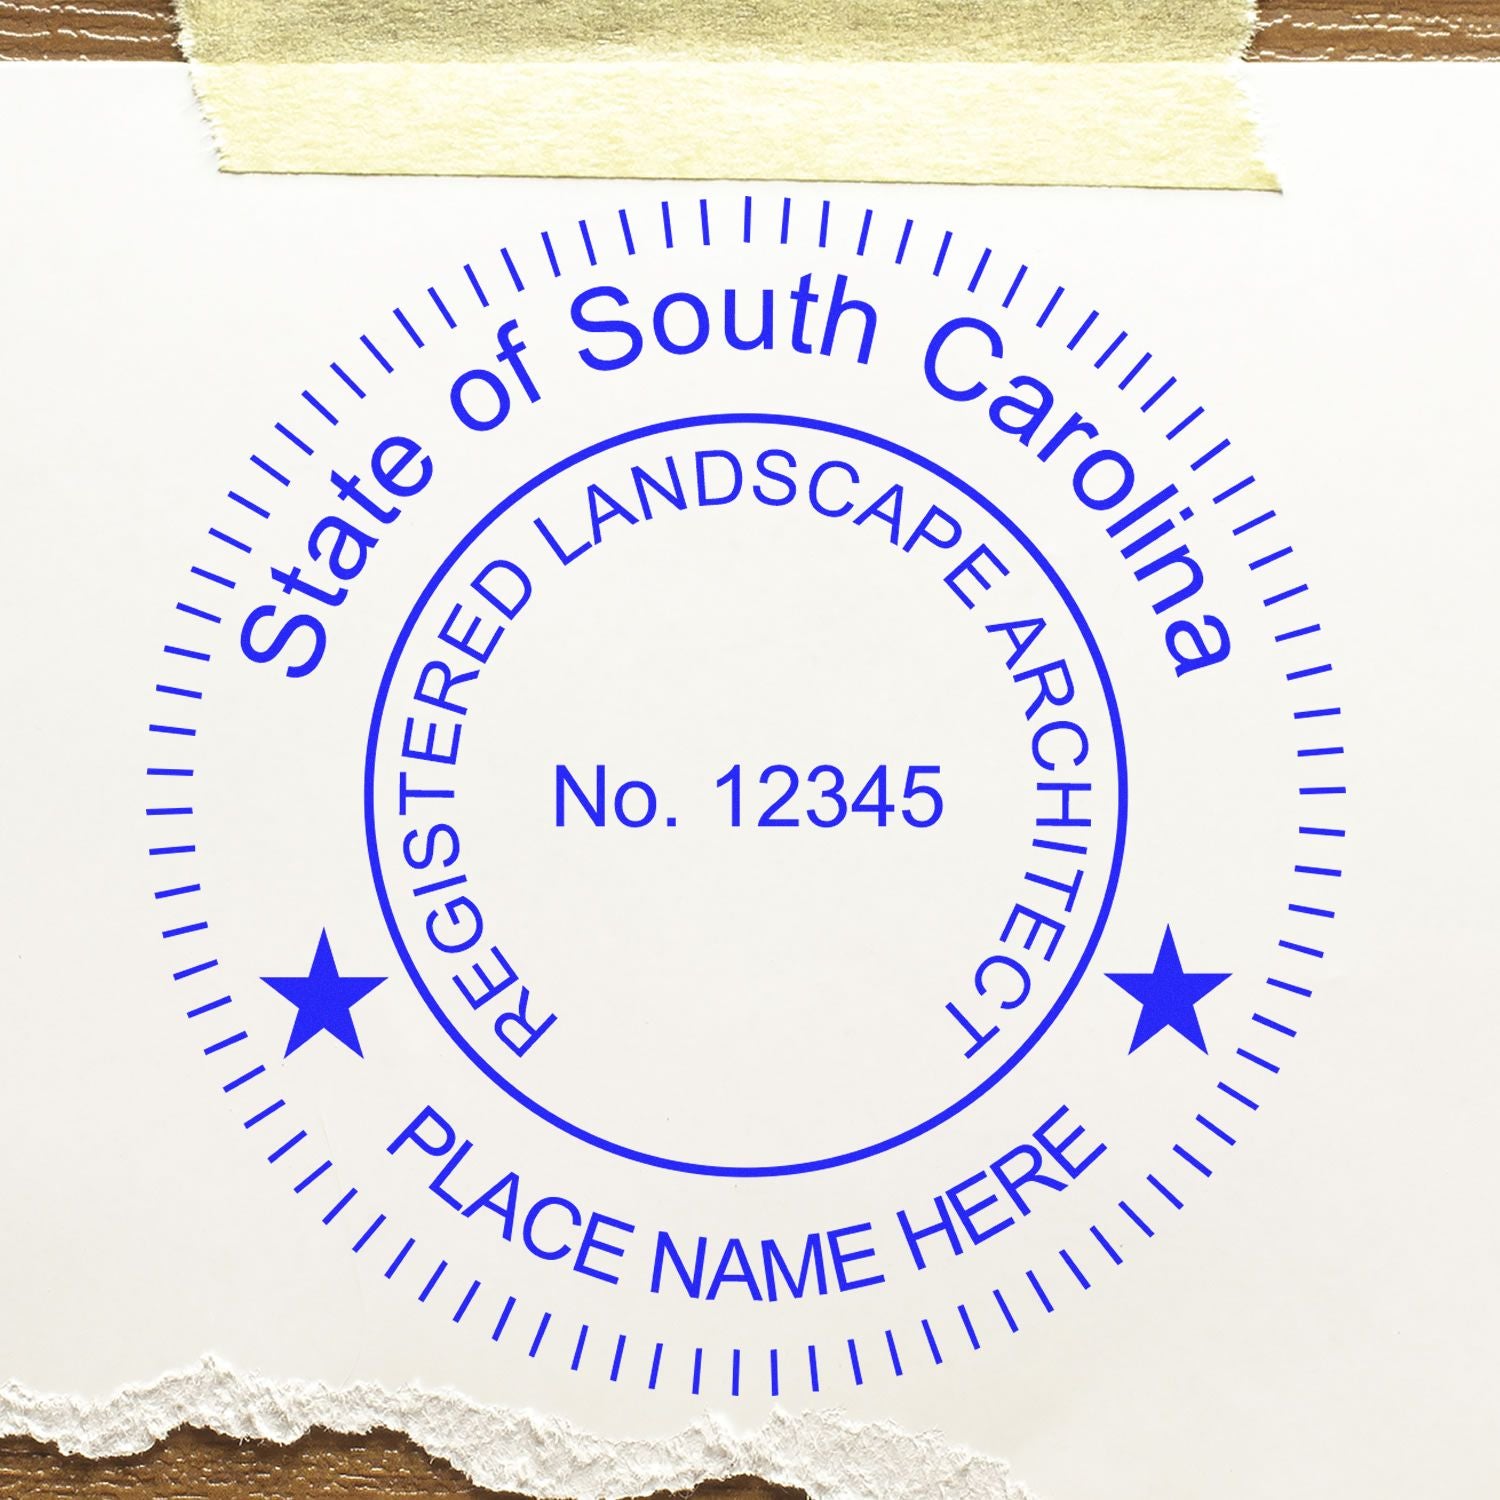 State of South Carolina
REGISTERED LANDSCAPE ARCHITECT
No. 12345
PLACE NAME HERE